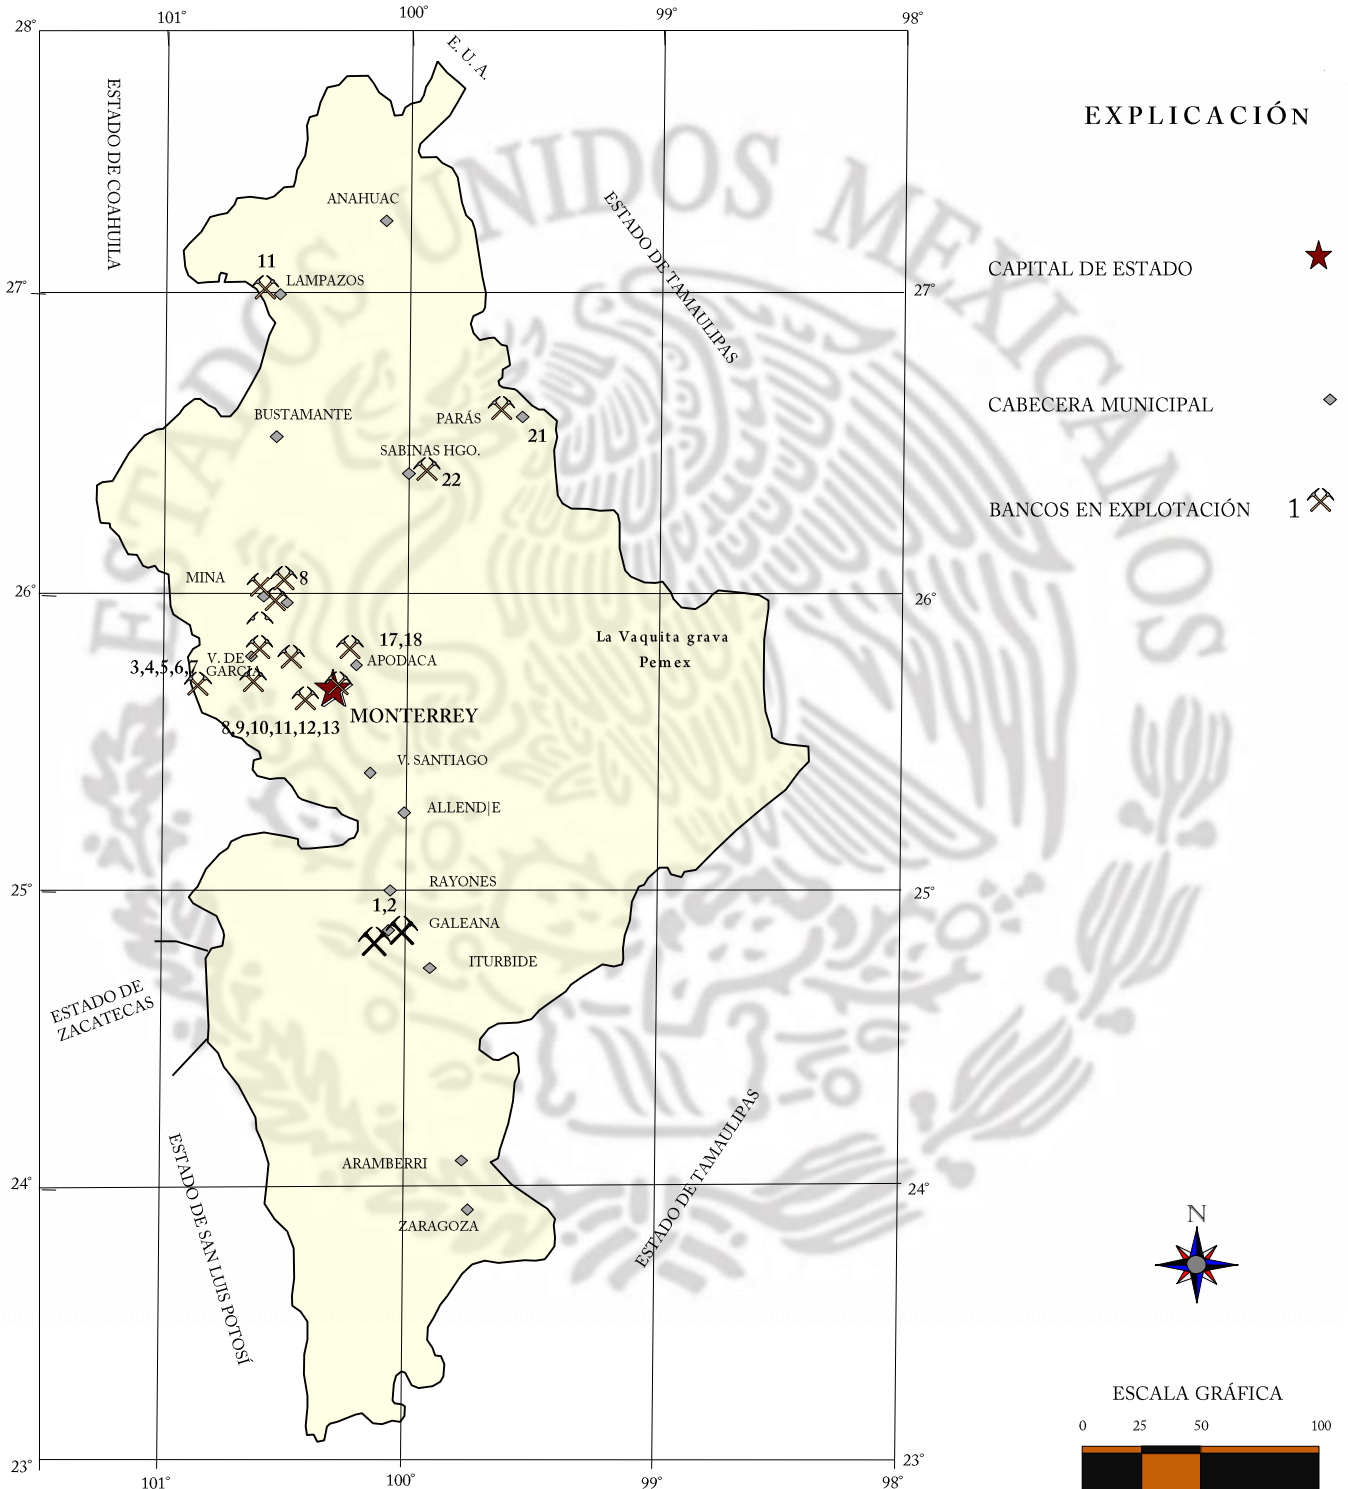 101° 100° 99° 98°
28°
E. U. A.
ESTADO DE COAHUILA
ESTADOS UNIDOS MEXICANOS
EXPLICACIÓN
ANAHUAC
ESTADO DE TAMAULIPAS
11
LAMPAZOS
CAPITAL DE ESTADO
27° 27°
BUSTAMANTE
PARÁS
21
CABECERA MUNICIPAL
SABINAS HGO.
22
BANCOS EN EXPLOTACIÓN 1
MINA
8
26° 26°
La Vaquita grava
Pemex
17,18
APODACA
3,4,5,6,7
V. DE
GARCIA
MONTERREY
8,9,10,11,12,13
V. SANTIAGO
ALLEND|E
RAYONES
25° 25°
1,2
GALEANA
ITURBIDE
ESTADO DE
ZACATECAS
ESTADO DE TAMAULIPAS
ESTADO DE SAN LUIS POTOSÍ
ARAMBERRI
24° 24°
ZARAGOZA
N
ESCALA GRÁFICA
0 25 50 100
23° 23°
101° 100° 99° 98°